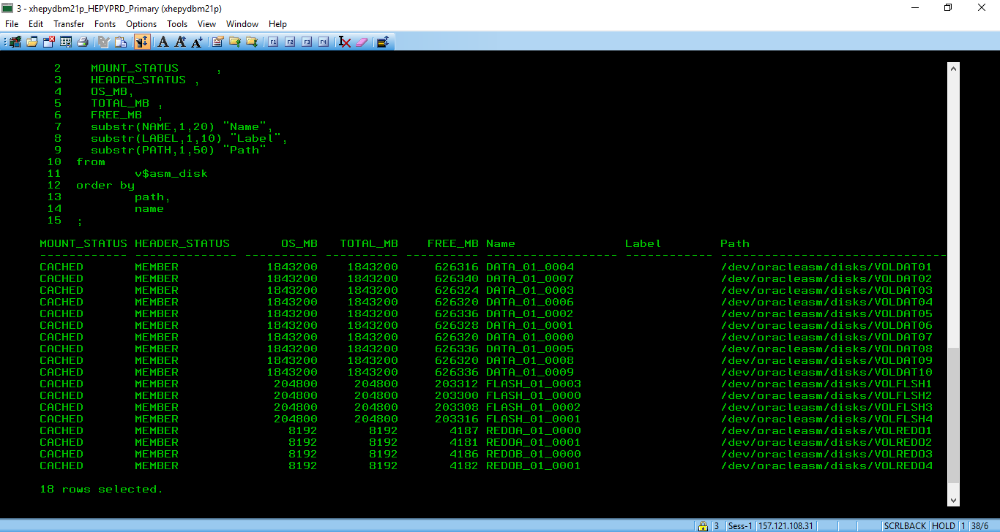 3 - xhepydbm21p_HEPYPRD_Primary (xhepydbm21p)
File Edit Transfer Fonts Options Tools View Window Help
A A A F1 F2 F3 F4
2 MOUNT_STATUS ,
3 HEADER_STATUS ,
4 OS_MB,
5 TOTAL_MB ,
6 FREE_MB ,
7 substr(NAME,1,20) "Name",
8 substr(LABEL,1,10) "Label",
9 substr(PATH,1,50) "Path"
10 from
11 v$asm_disk
12 order by
13 path,
14 name
15 ;
MOUNT_STATUS HEADER_STATUS OS_MB TOTAL_MB FREE_MB Name Label Path
CACHED MEMBER 1843200 1843200 626316 DATA_01_0004 /dev/oracleasm/disks/VOLDAT01
CACHED MEMBER 1843200 1843200 626340 DATA_01_0007 /dev/oracleasm/disks/VOLDAT02
CACHED MEMBER 1843200 1843200 626324 DATA_01_0003 /dev/oracleasm/disks/VOLDAT03
CACHED MEMBER 1843200 1843200 626320 DATA_01_0006 /dev/oracleasm/disks/VOLDAT04
CACHED MEMBER 1843200 1843200 626336 DATA_01_0002 /dev/oracleasm/disks/VOLDAT05
CACHED MEMBER 1843200 1843200 626328 DATA_01_0001 /dev/oracleasm/disks/VOLDAT06
CACHED MEMBER 1843200 1843200 626320 DATA_01_0000 /dev/oracleasm/disks/VOLDAT07
CACHED MEMBER 1843200 1843200 626336 DATA_01_0005 /dev/oracleasm/disks/VOLDAT08
CACHED MEMBER 1843200 1843200 626320 DATA_01_0008 /dev/oracleasm/disks/VOLDAT09
CACHED MEMBER 1843200 1843200 626336 DATA_01_0009 /dev/oracleasm/disks/VOLDAT10
CACHED MEMBER 204800 204800 203312 FLASH_01_0003 /dev/oracleasm/disks/VOLFLSH1
CACHED MEMBER 204800 204800 203300 FLASH_01_0000 /dev/oracleasm/disks/VOLFLSH2
CACHED MEMBER 204800 204800 203308 FLASH_01_0002 /dev/oracleasm/disks/VOLFLSH3
CACHED MEMBER 204800 204800 203316 FLASH_01_0001 /dev/oracleasm/disks/VOLFLSH4
CACHED MEMBER 8192 8192 4187 REDOA_01_0000 /dev/oracleasm/disks/VOLREDO1
CACHED MEMBER 8192 8192 4181 REDOA_01_0001 /dev/oracleasm/disks/VOLREDO2
CACHED MEMBER 8192 8192 4186 REDOB_01_0000 /dev/oracleasm/disks/VOLREDO3
CACHED MEMBER 8192 8192 4182 REDOB_01_0001 /dev/oracleasm/disks/VOLREDO4
18 rows selected.
3 Sess-1 157.121.108.31 SCRLBACK HOLD 1 38/6